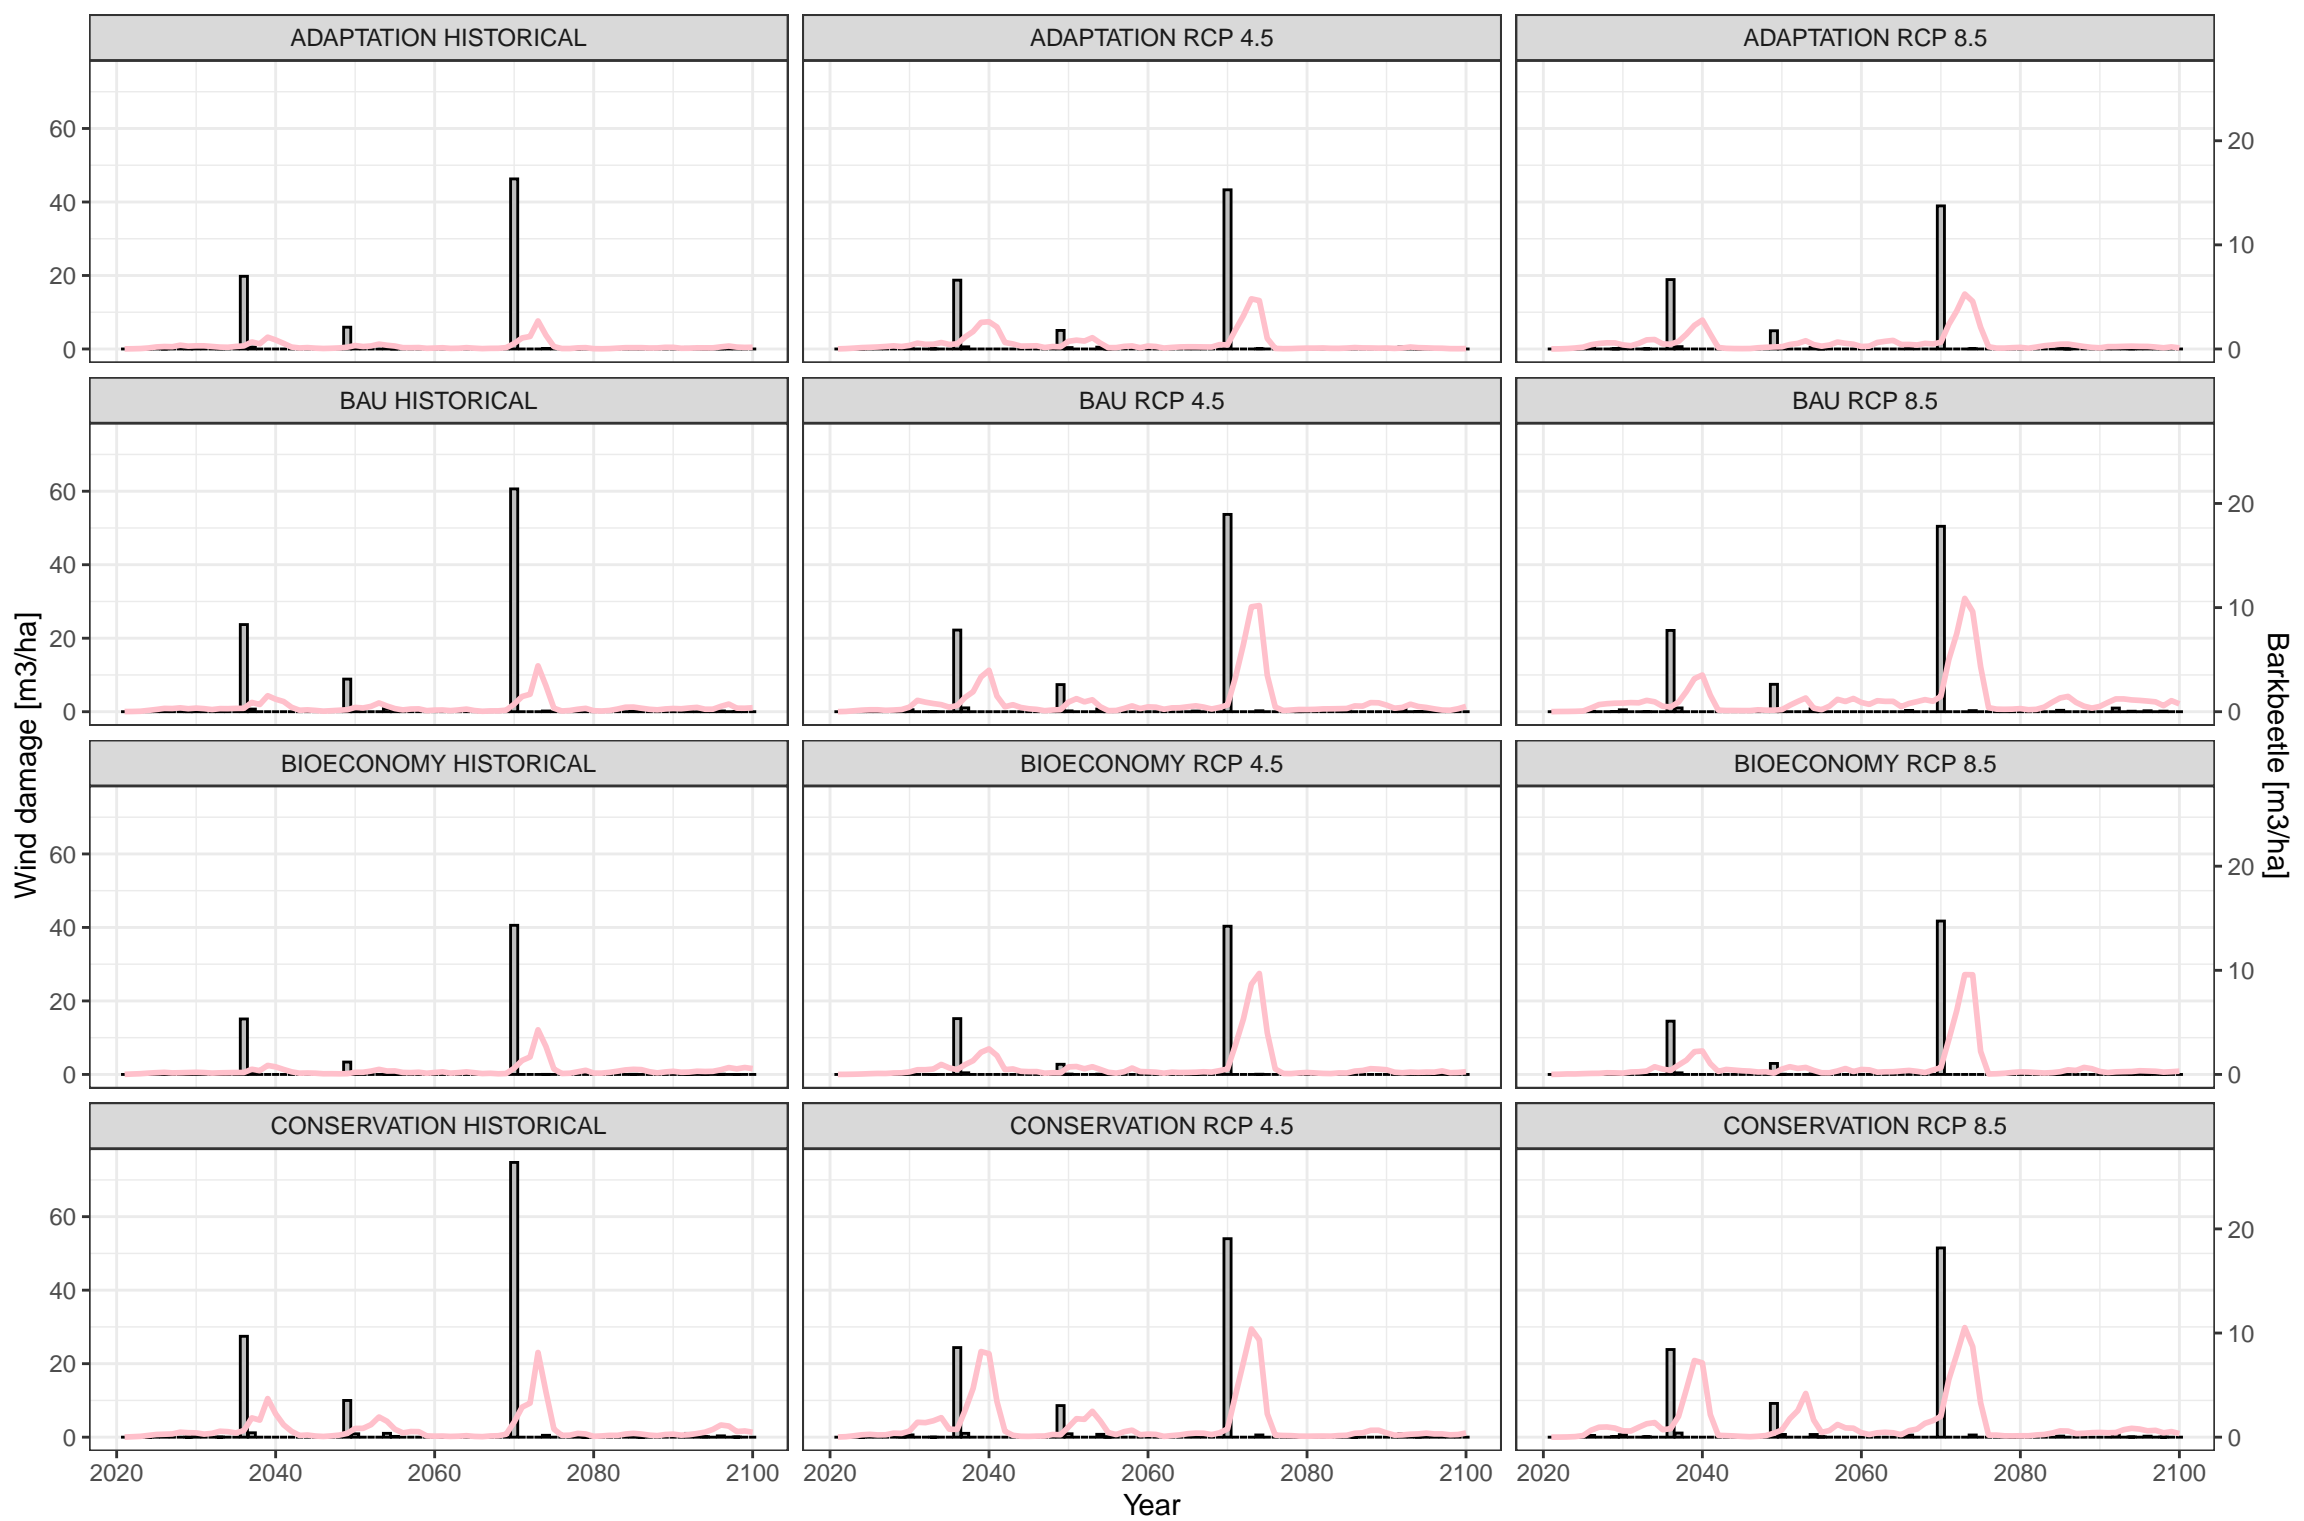 ADAPTATION HISTORICAL
ADAPTATION RCP 4.5
ADAPTATION RCP 8.5
60
40
20
0
20
10
0
BAU HISTORICAL
BAU RCP 4.5
BAU RCP 8.5
60
40
20
0
20
10
0
BIOECONOMY HISTORICAL
BIOECONOMY RCP 4.5
BIOECONOMY RCP 8.5
60
40
20
0
20
10
0
CONSERVATION HISTORICAL
CONSERVATION RCP 4.5
CONSERVATION RCP 8.5
60
40
20
0
20
10
0
2020 2040 2060 2080 2100
2020 2040 2060 2080 2100
2020 2040 2060 2080 2100
Year
Wind damage [m3/ha]
Barkbeetle [m3/ha]